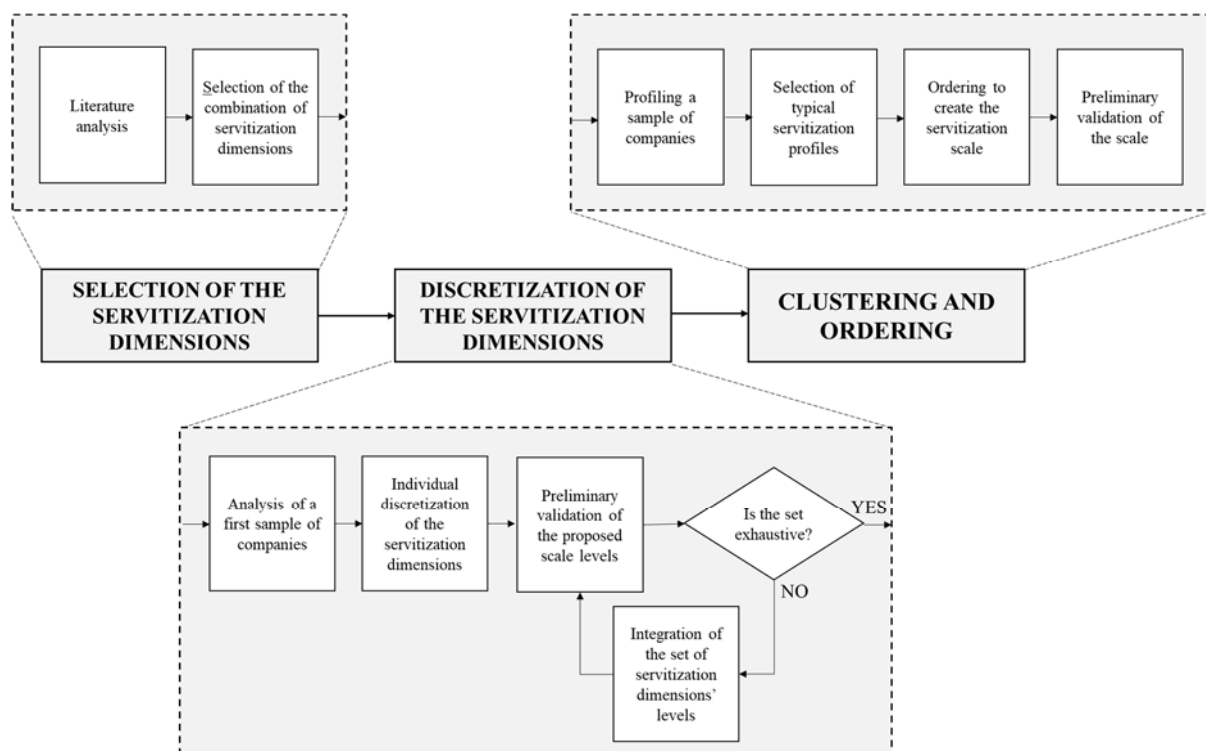 Literature
analysis
Selection of the
combination of
servitization
dimensions
Profiling a
sample of
companies
Selection of
typical
servitization
profiles
Ordering to
create the
servitization
scale
Preliminary
validation of
the scale
SELECTION OF THE
SERVITIZATION
DIMENSIONS
DISCRETIZATION OF
THE SERVITIZATION
DIMENSIONS
CLUSTERING AND
ORDERING
Analysis of a
first sample of
companies
Individual
discretization
of the
servitization
dimensions
Preliminary
validation of
the proposed
scale levels
Is the set
exhaustive?
YES
NO
Integration of
the set of
servitization
dimensions’
levels